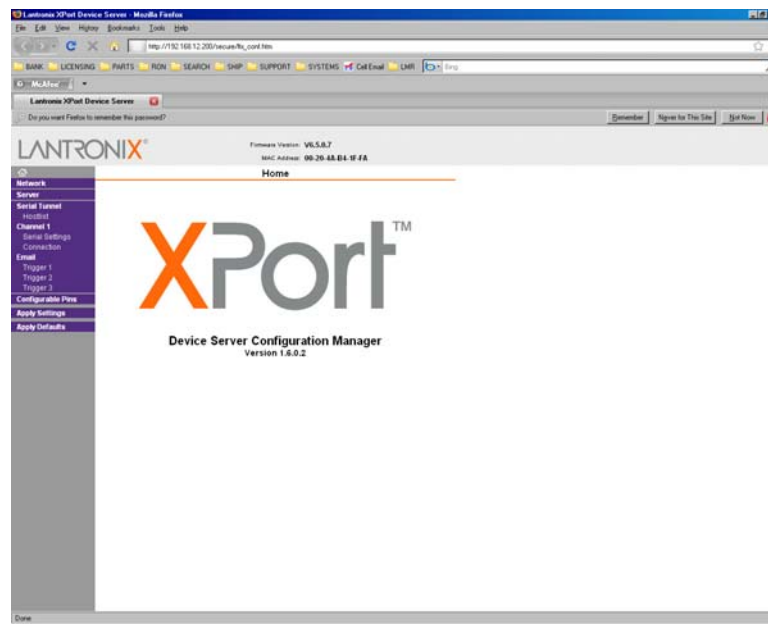 Lantronix XPort Device Server - Mozilla Firefox
File Edit View History Bookmarks Tools Help
http://192.168.12.200/secure/ltx_conf.htm
BANK LICENSING PARTS RON SEARCH SHIP SUPPORT SYSTEMS Cell Email LMR Bing
McAfee
Lantronix XPort Device Server
Do you want Firefox to remember this password? Remember Never for This Site Not Now
LANTRONIX®
Firmware Version: V6.5.0.7
MAC Address: 00-20-4A-B4-1F-FA
Home
Network
Server
Serial Tunnel
Hostlist
Channel 1
Serial Settings
Connection
Email
Trigger 1
Trigger 2
Trigger 3
Configurable Pins
Apply Settings
Apply Defaults
XPort™
Device Server Configuration Manager
Version 1.6.0.2
Done